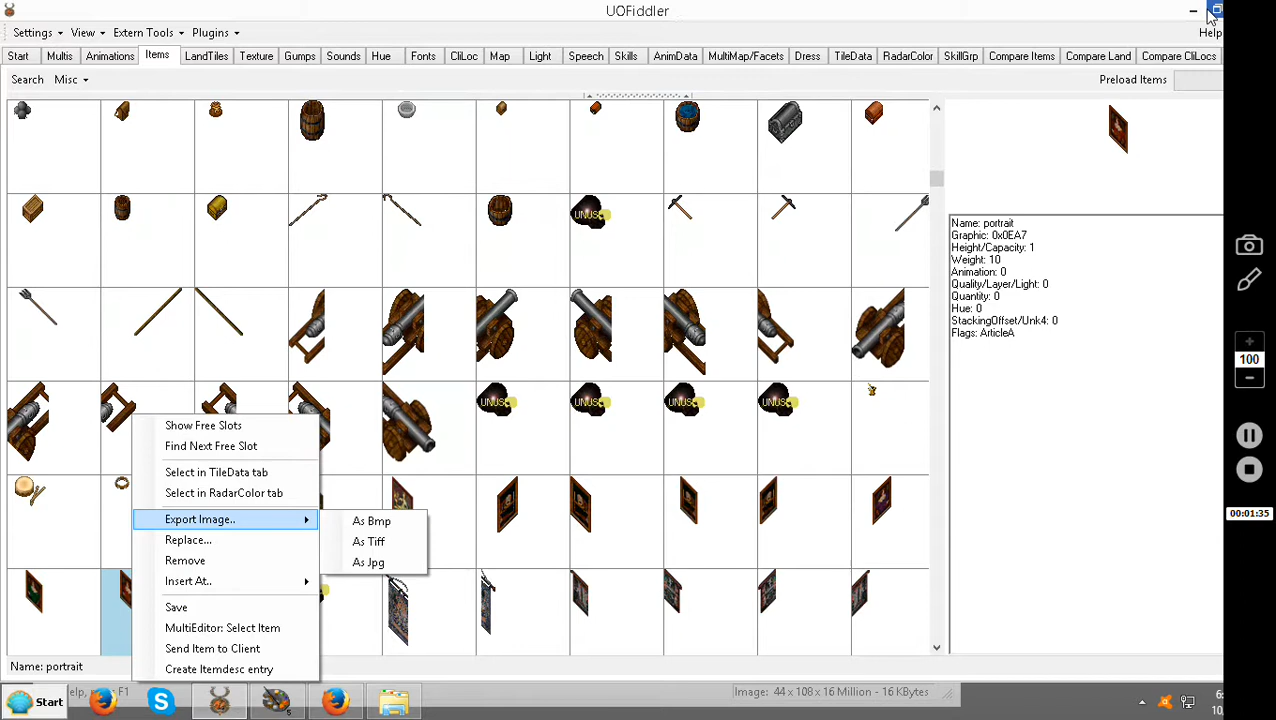 UOFiddler
Settings View Extern Tools Plugins Help
Start Multis Animations Items LandTiles Texture Gumps Sounds Hue Fonts CliLoc Map Light Speech Skills AnimData MultiMap/Facets Dress TileData RadarColor SkillGrp Compare Items Compare Land Compare CliLocs
Search Misc Preload Items
UNUSED
Name: portrait
Graphic: 0x0EA7
Height/Capacity: 1
Weight: 10
Animation: 0
Quality/Layer/Light: 0
Quantity: 0
Hue: 0
StackingOffset/Unk4: 0
Flags: ArticleA
100
UNUSED UNUSED UNUSED UNUSED
Show Free Slots
Find Next Free Slot
Select in TileData tab
Select in RadarColor tab
Export Image..
As Bmp
As Tiff
As Jpg
Replace...
Remove
Insert At..
Save
MultiEditor: Select Item
Send Item to Client
Create Itemdesc entry
00:01:35
Name: portrait
F1
Image: 44 x 108 x 16 Million - 16 KBytes
Start